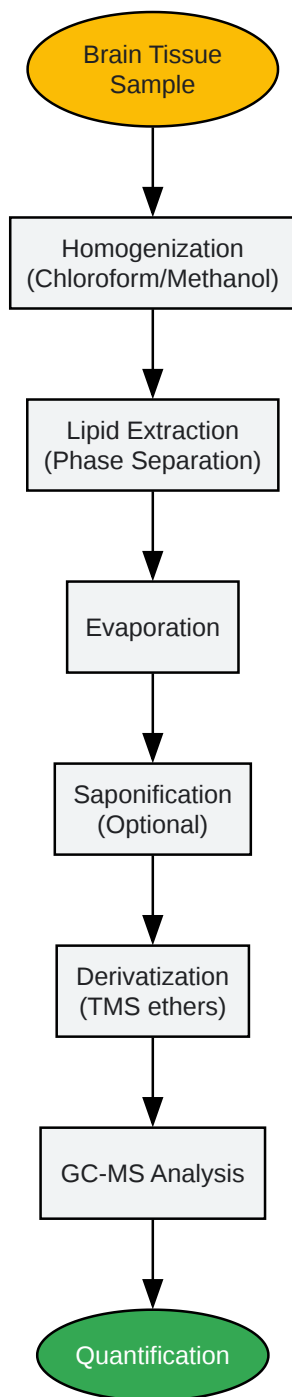 Brain Tissue
Sample
Homogenization
(Chloroform/Methanol)
Lipid Extraction
(Phase Separation)
Evaporation
Saponification
(Optional)
Derivatization
(TMS ethers)
GC-MS Analysis
Quantification